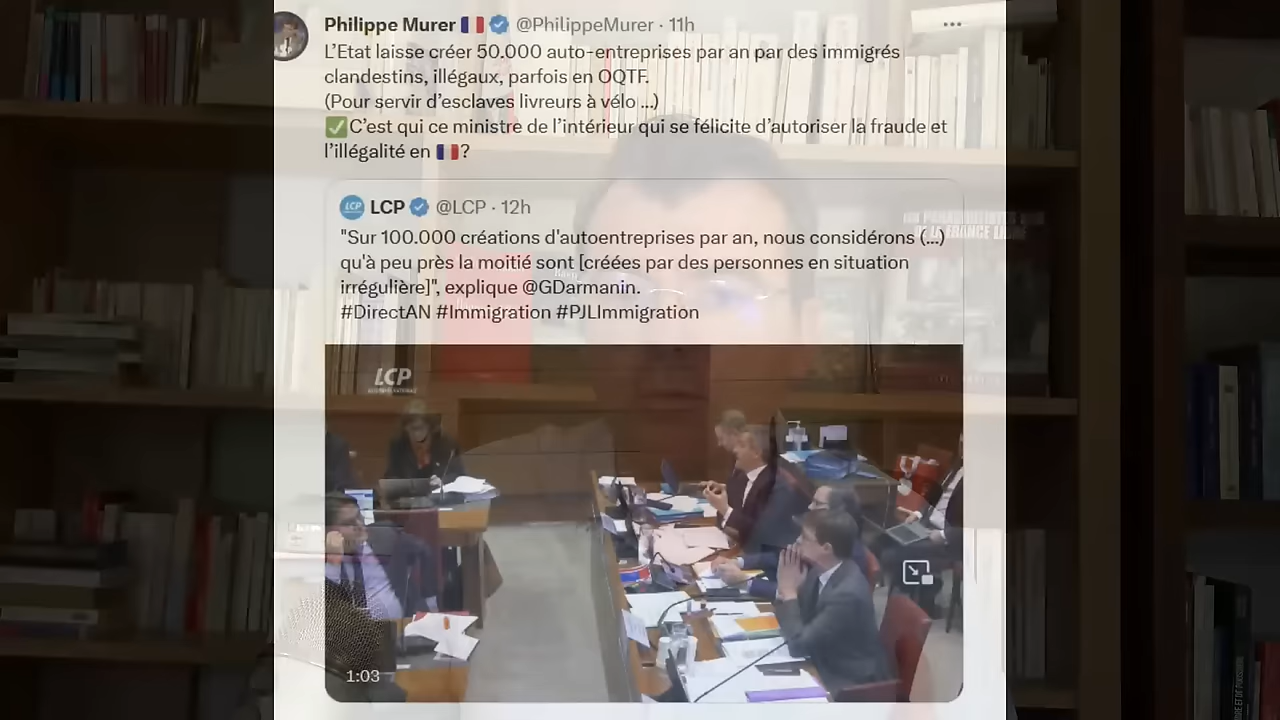 Philippe Murer 🇫🇷 @PhilippeMurer · 11h
L'Etat laisse créer 50.000 auto-entreprises par an par des immigrés
clandestins, illégaux, parfois en OQTF.
(Pour servir d'esclaves livreurs à vélo ...)
✅C'est qui ce ministre de l'intérieur qui se félicite d'autoriser la fraude et
l'illégalité en 🇫🇷?
LCP LCP @LCP · 12h
"Sur 100.000 créations d'autoentreprises par an, nous considérons (...)
qu'à peu près la moitié sont [créées par des personnes en situation
irrégulière]", explique @GDarmanin.
#DirectAN #Immigration #PJLImmigration
LCP
1:03